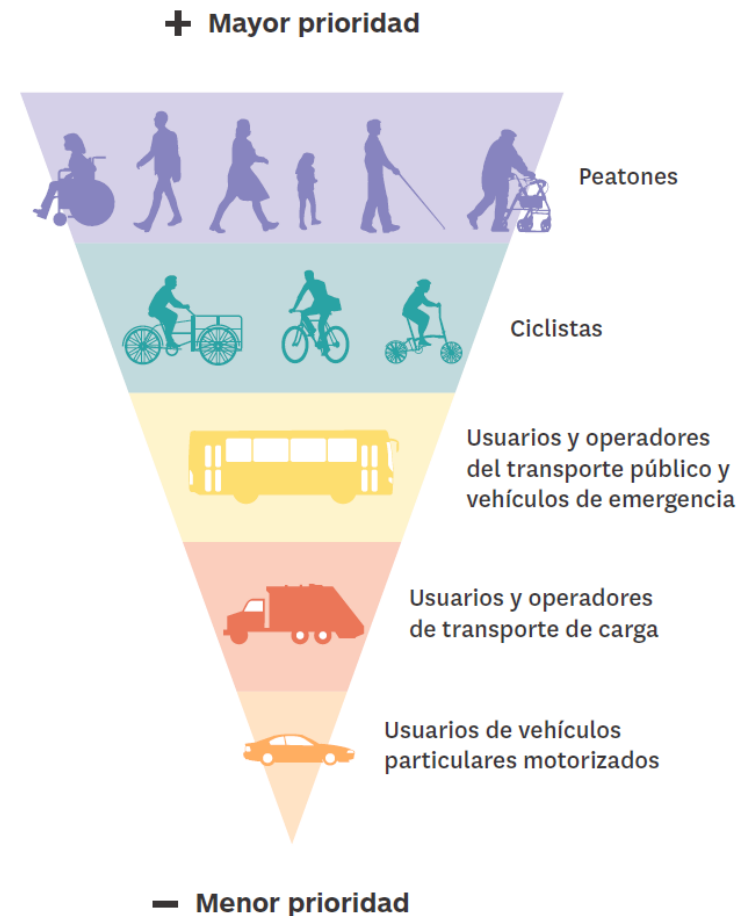 + Mayor prioridad
Peatones
Ciclistas
Usuarios y operadores
del transporte público y
vehículos de emergencia
Usuarios y operadores
de transporte de carga
Usuarios de vehículos
particulares motorizados
− Menor prioridad